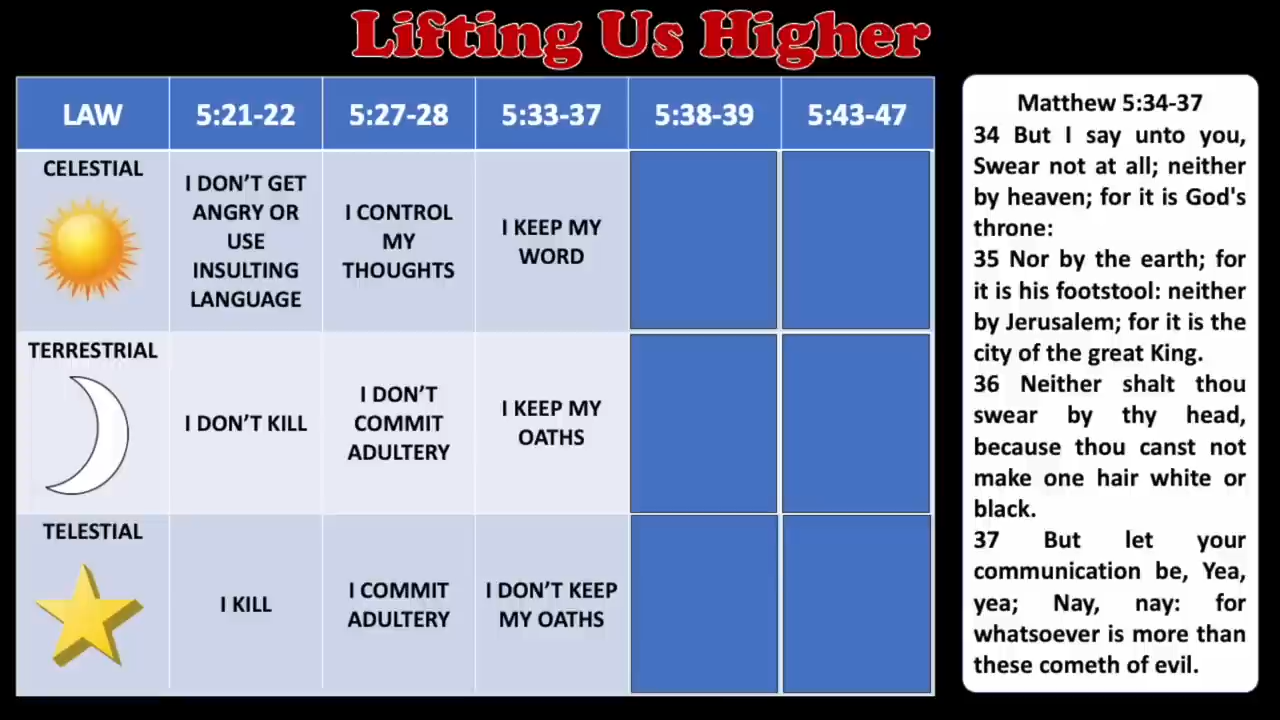 Lifting Us Higher
LAW 5:21-22 5:27-28 5:33-37 5:38-39 5:43-47
CELESTIAL
I DON’T GET
ANGRY OR
USE
INSULTING
LANGUAGE
I CONTROL
MY
THOUGHTS
I KEEP MY
WORD
TERRESTRIAL
I DON’T KILL
I DON’T
COMMIT
ADULTERY
I KEEP MY
OATHS
TELESTIAL
I KILL
I COMMIT
ADULTERY
I DON’T KEEP
MY OATHS
Matthew 5:34-37
34 But I say unto you,
Swear not at all; neither
by heaven; for it is God's
throne:
35 Nor by the earth; for
it is his footstool: neither
by Jerusalem; for it is the
city of the great King.
36 Neither shalt thou
swear by thy head,
because thou canst not
make one hair white or
black.
37 But let your
communication be, Yea,
yea; Nay, nay: for
whatsoever is more than
these cometh of evil.